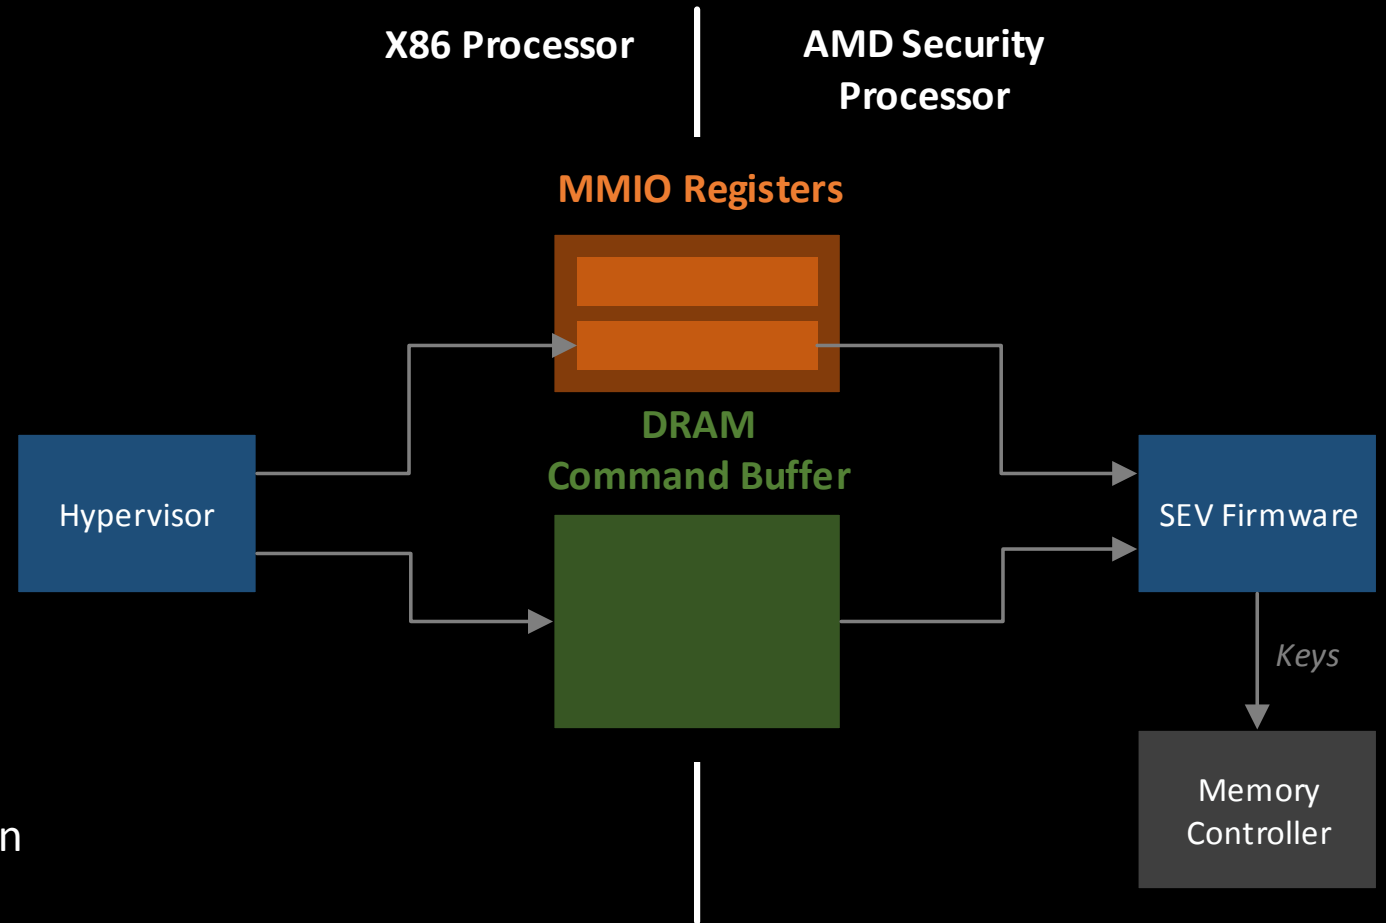 X86 Processor
AMD Security
Processor
MMIO Registers
DRAM
Command Buffer
Hypervisor
SEV Firmware
Keys
Memory
Controller
n